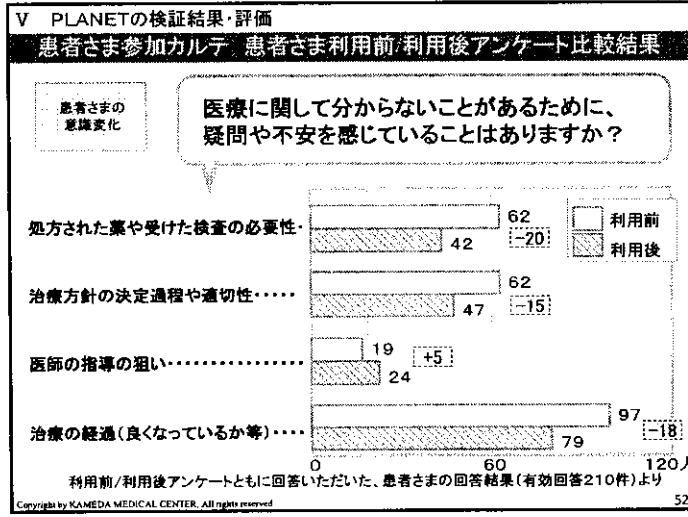 V PLANETの検証結果・評価
患者さま参加カルテ 患者さま利用前/利用後アンケート比較結果
患者さまの
意識変化
医療に関して分からないことがあるために、
疑問や不安を感じていることはありますか？
処方された薬や受けた検査の必要性・
62
42
-20
利用前
利用後
治療方針の決定過程や適切性・・・・・
62
47
-15
医師の指導の狙い・・・・・・・・・・・・・・・・
19
24
+5
治療の経過(良くなっているか等)・・・・
97
79
-18
0
60
120人
利用前/利用後アンケートともに回答いただいた、患者さまの回答結果(有効回答210件)より
Copyright by KAMEDA MEDICAL CENTER, All rights reserved
52